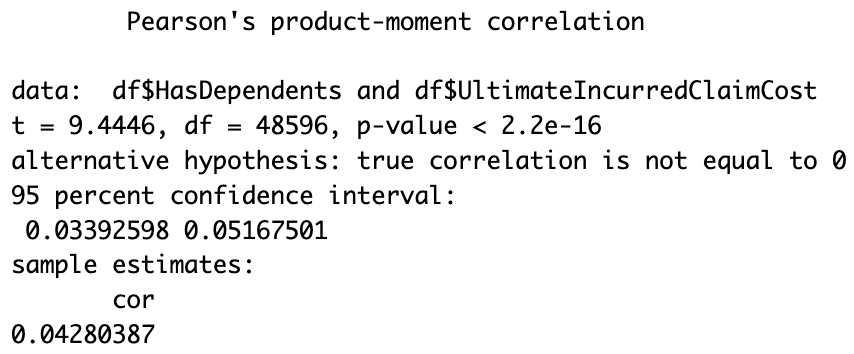 Pearson's product-moment correlation
data:  df$HasDependents and df$UltimateIncurredClaimCost
t = 9.4446, df = 48596, p-value < 2.2e-16
alternative hypothesis: true correlation is not equal to 0
95 percent confidence interval:
 0.03392598 0.05167501
sample estimates:
       cor
0.04280387